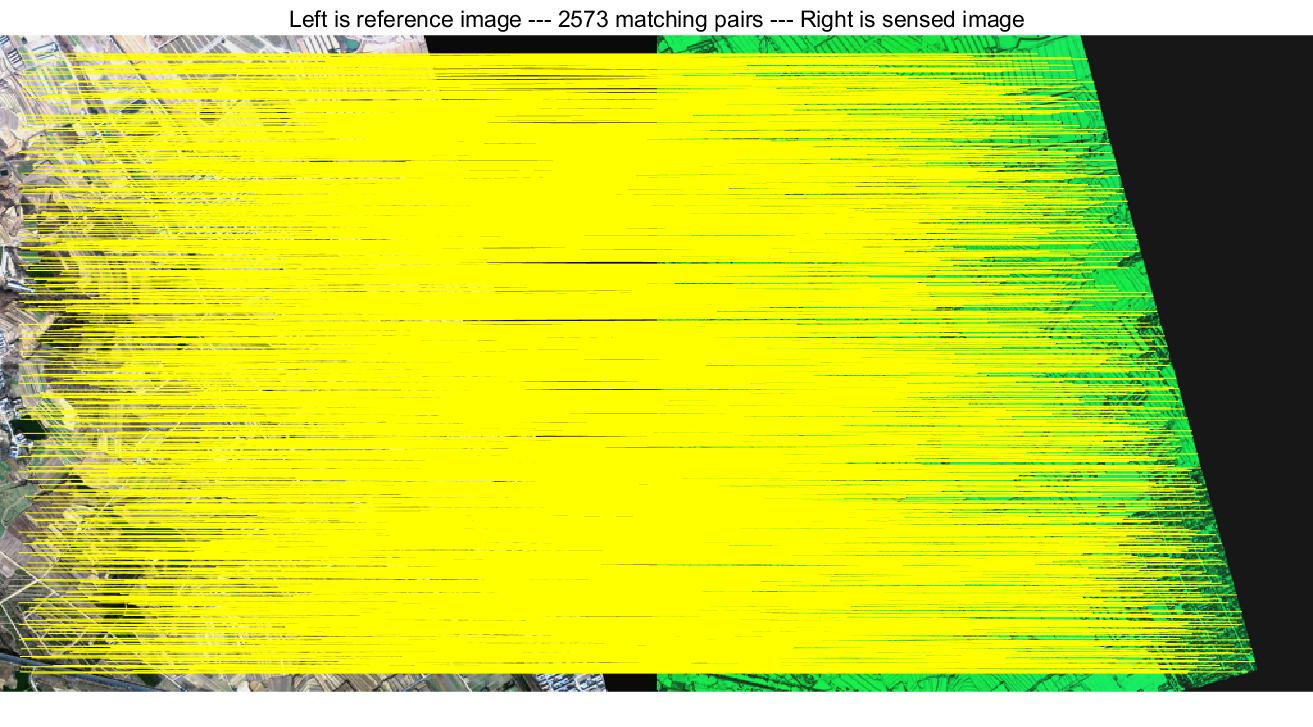 Left is reference image --- 2573 matching pairs --- Right is sensed image